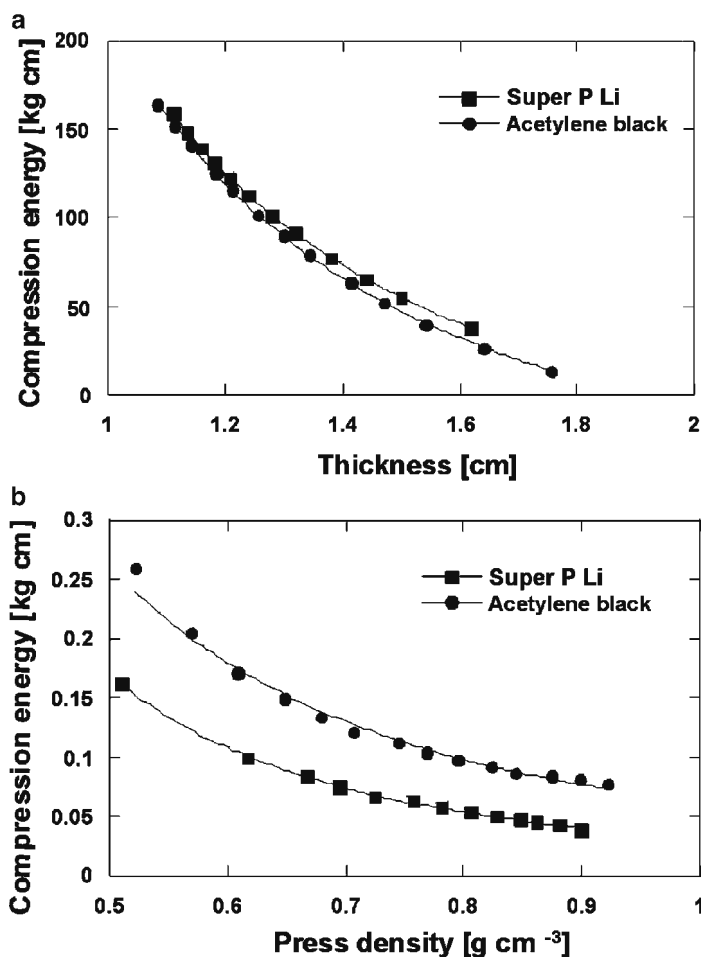 a
Compression energy [kg cm]
200
150
100
50
0
Super P Li
Acetylene black
1
1.2
1.4
1.6
1.8
2
Thickness [cm]
b
Compression energy [kg cm]
0.3
0.25
0.2
0.15
0.1
0.05
0
Super P Li
Acetylene black
0.5
0.6
0.7
0.8
0.9
1
Press density [g cm -3]